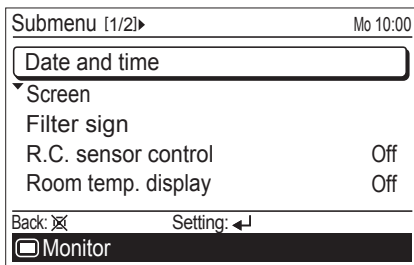 Submenu [1/2]▶ Mo 10:00
Date and time
Screen
Filter sign
R.C. sensor control Off
Room temp. display Off
Back: Setting: ↵
Monitor